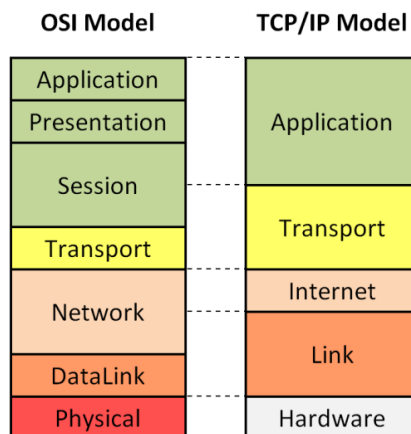 OSI Model
TCP/IP Model
Application
Presentation
Session
Transport
Network
DataLink
Physical
Application
Transport
Internet
Link
Hardware